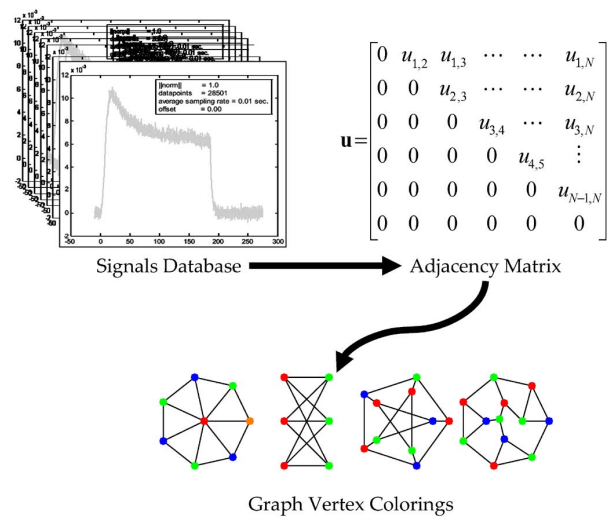 x 10⁻³
||norm|| = 1.0
datapoints = 28501
average sampling rate = 0.01 sec.
offset = 0.00
12
10
8
6
4
2
0
-2
-50 0 50 100 150 200 250 300
u = [0 u₁,₂ u₁,₃ ⋯ ⋯ u₁,N
0 0 u₂,₃ ⋯ ⋯ u₂,N
0 0 0 u₃,₄ ⋯ u₃,N
0 0 0 0 u₄,₅ ⋮
0 0 0 0 0 u_N−1,N
0 0 0 0 0 0]
Signals Database
Adjacency Matrix
Graph Vertex Colorings